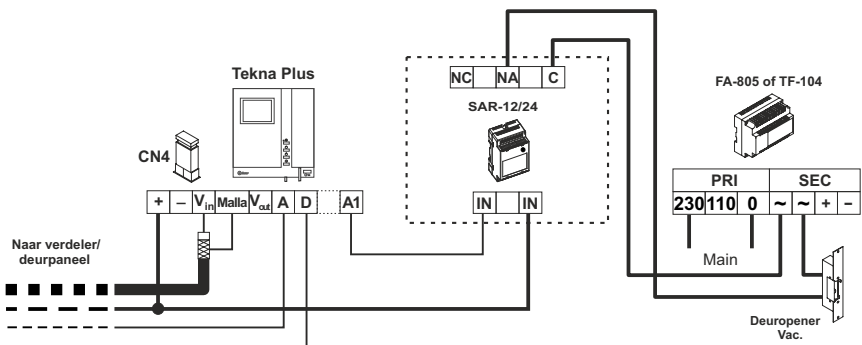 NC NA C
Tekna Plus
FA-805 of TF-104
SAR-12/24
CN4
PRI SEC
+ – Vin Malla Vout A D A1
IN IN
230 110 0 ~ ~ + –
Naar verdeler/
deurpaneel
Main
Deuropener
Vac.